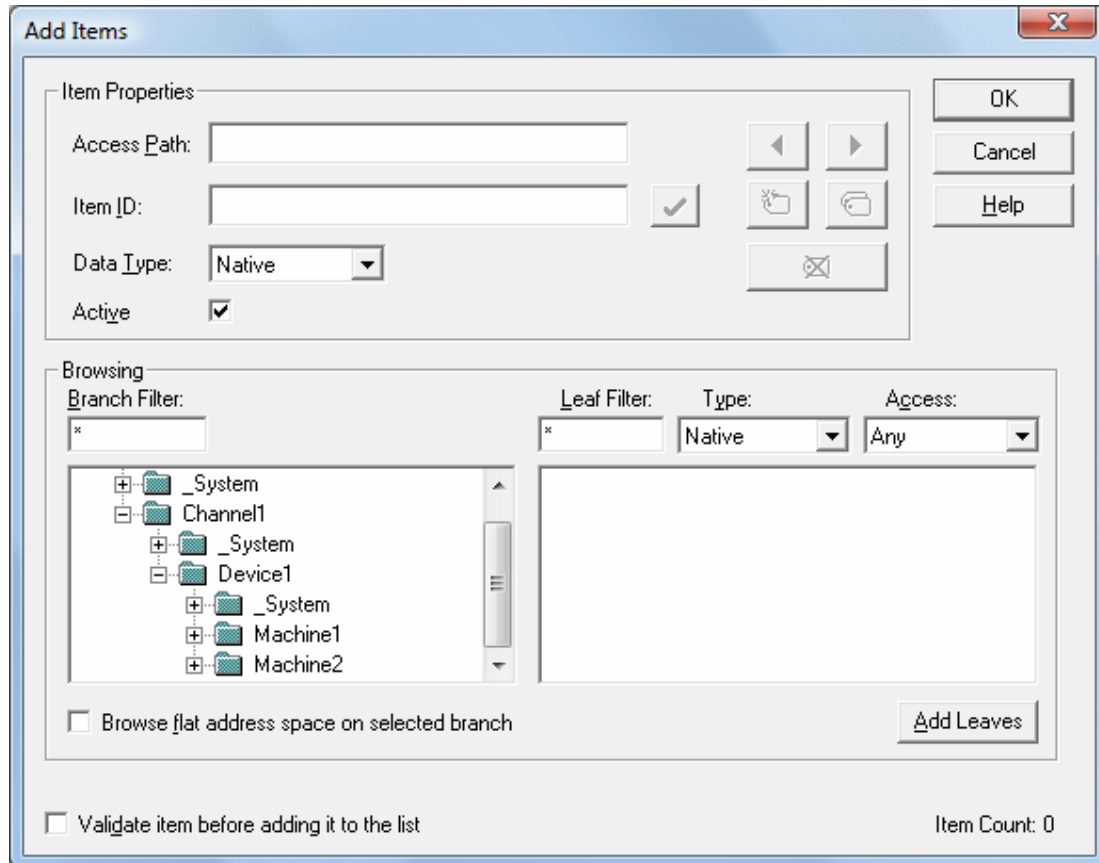 Add Items
Item Properties
OK
Access Path:
Cancel
Item ID:
Help
Data Type: Native
Active
Browsing
Branch Filter: Leaf Filter: Type: Access:
* * Native Any
_System
Channel1
_System
Device1
_System
Machine1
Machine2
Browse flat address space on selected branch Add Leaves
Validate item before adding it to the list Item Count: 0